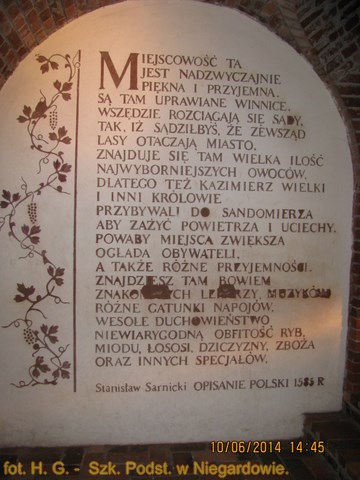 MIEJSCOWOŚĆ TA
JEST NADZWYCZAJNIE
PIĘKNA I PRZYJEMNA.
SĄ TAM UPRAWIANE WINNICE,
WSZĘDZIE ROZCIĄGAJĄ SIĘ SADY,
TAK, IŻ SĄDZIŁBYŚ, ŻE ZEWSZĄD
LASY OTACZAJĄ MIASTO.
ZNAJDUJE SIĘ TAM WIELKA ILOŚĆ
NAJWYBORNIEJSZYCH OWOCÓW.
DLATEGO TEŻ KAZIMIERZ WIELKI
I INNI KRÓLOWIE
PRZYBYWALI DO SANDOMIERZA
ABY ZAŻYĆ POWIETRZA I UCIECHY.
POWABY MIEJSCA ZWIĘKSZA
OGŁADA OBYWATELI,
A TAKŻE RÓŻNE PRZYJEMNOŚCI.
ZNAJDZIESZ TAM BOWIEM
MUZYKÓW
RÓŻNE GATUNKI NAPOJÓW,
WESOŁE DUCHOWIEŃSTWO,
NIEWIARYGODNĄ OBFITOŚĆ RYB,
MIODU, ŁOSOSI, DZICZYZNY, ZBOŻA
ORAZ INNYCH SPECJAŁÓW.
Stanisław Sarnicki OPISANIE POLSKI 1585 R
10/06/2014 14:45
fot. H. G. - Szk. Podst. w Niegardowie.